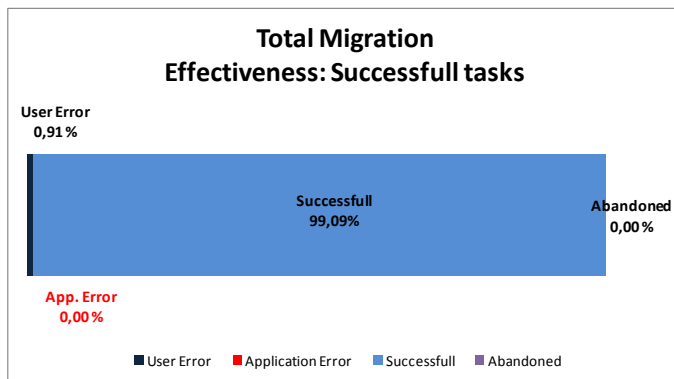 Total Migration
Effectiveness: Successfull tasks
User Error
0,91%
Successfull
99,09%
Abandoned
0,00%
App. Error
0,00%
User Error Application Error Successfull Abandoned